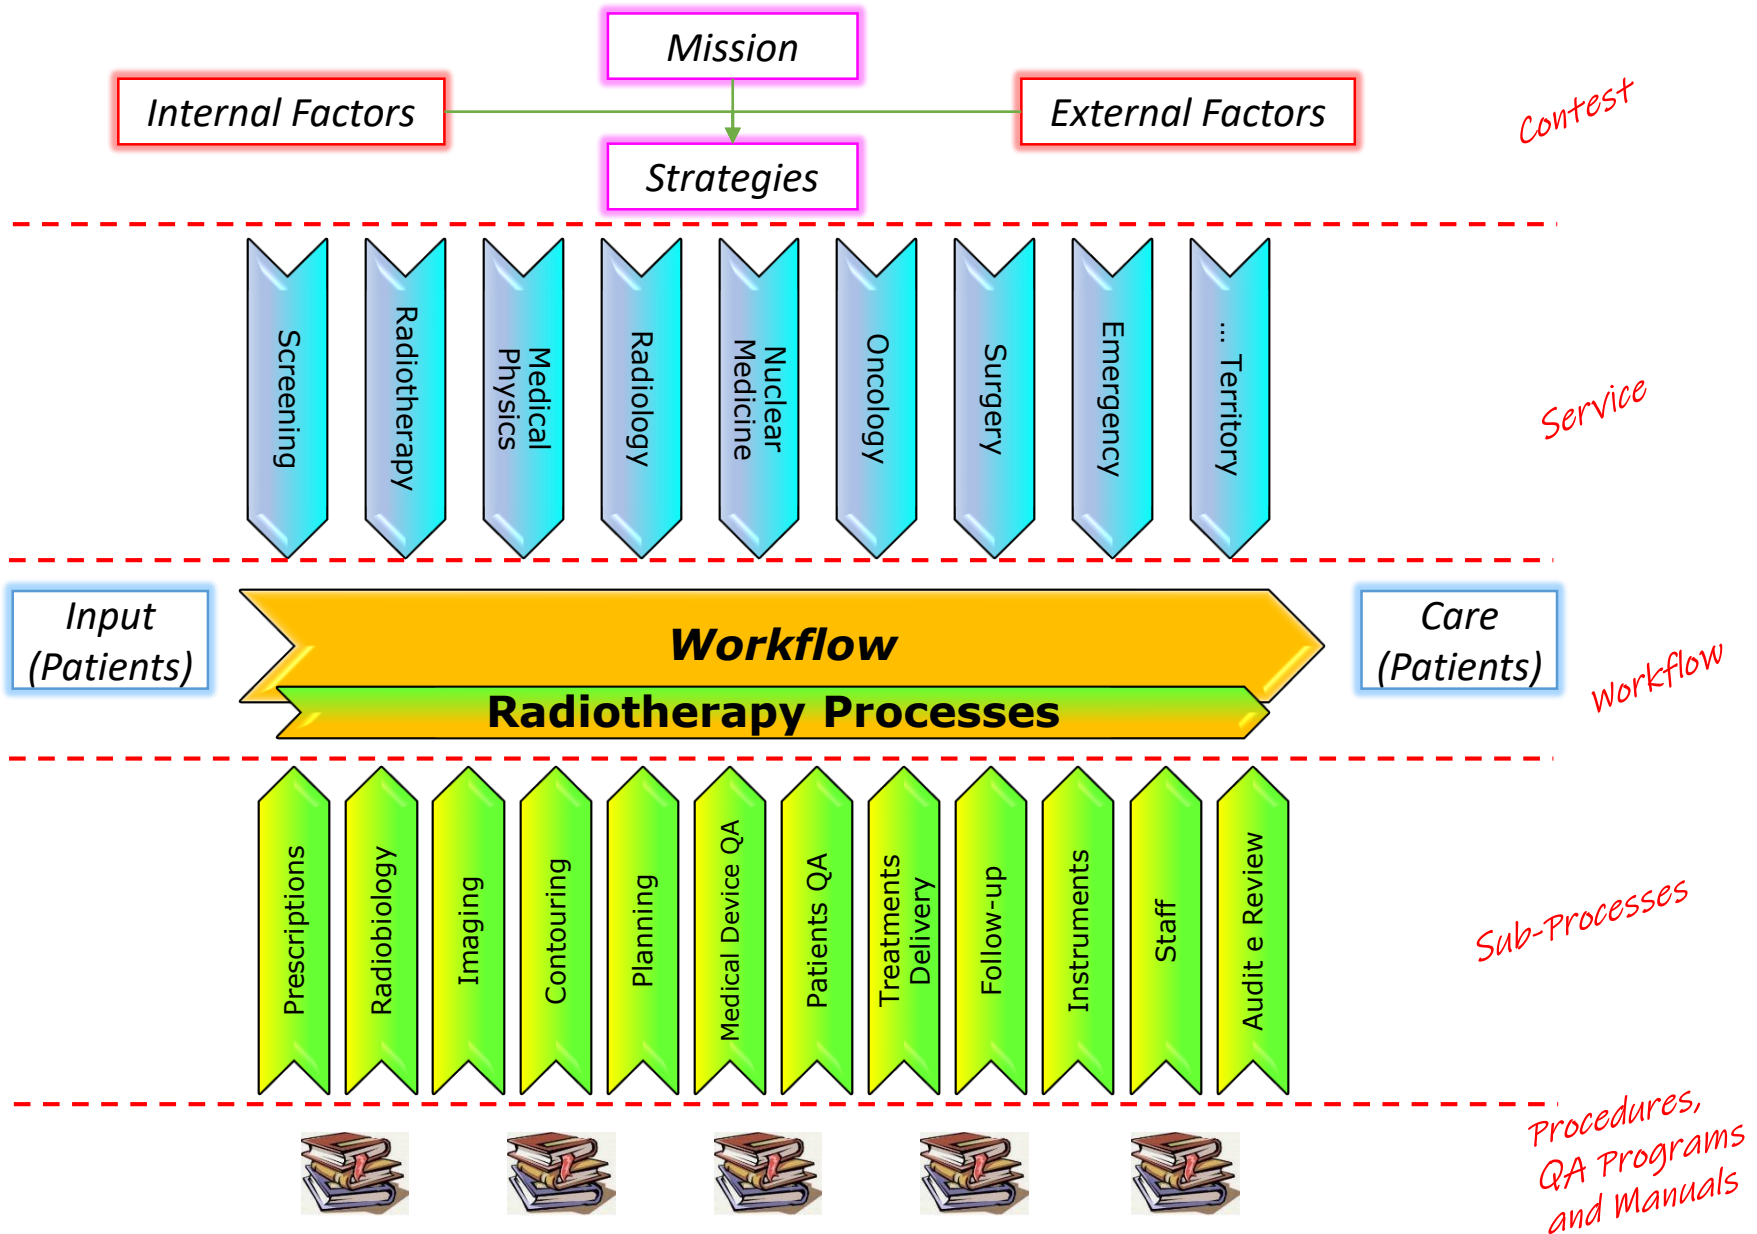 Mission
Internal Factors
External Factors
Strategies
Contest
Screening
Radiotherapy
Medical
Physics
Radiology
Nuclear
Medicine
Oncology
Surgery
Emergency
... Territory
Service
Input
(Patients)
Workflow
Radiotherapy Processes
Care
(Patients)
Workflow
Prescriptions
Radiobiology
Imaging
Contouring
Planning
Medical Device QA
Patients QA
Treatments
Delivery
Follow-up
Instruments
Staff
Audit e Review
Sub-Processes
Procedures,
QA Programs
and Manuals